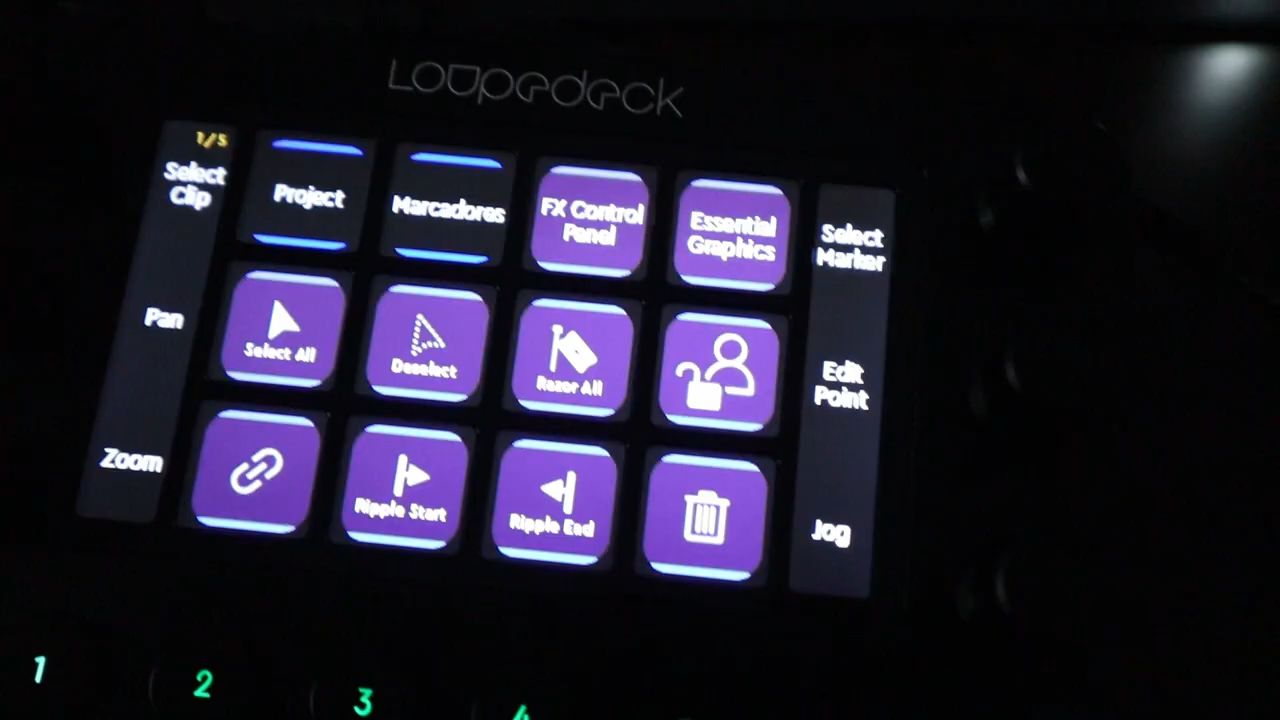 Loupedeck
1/5
Select
Clip
Project
Marcadores
FX Control
Panel
Essential
Graphics
Select
Marker
Pan
Select All
Deselect
Razor All
Edit
Point
Zoom
Ripple Start
Ripple End
Jog
1
2
3
4